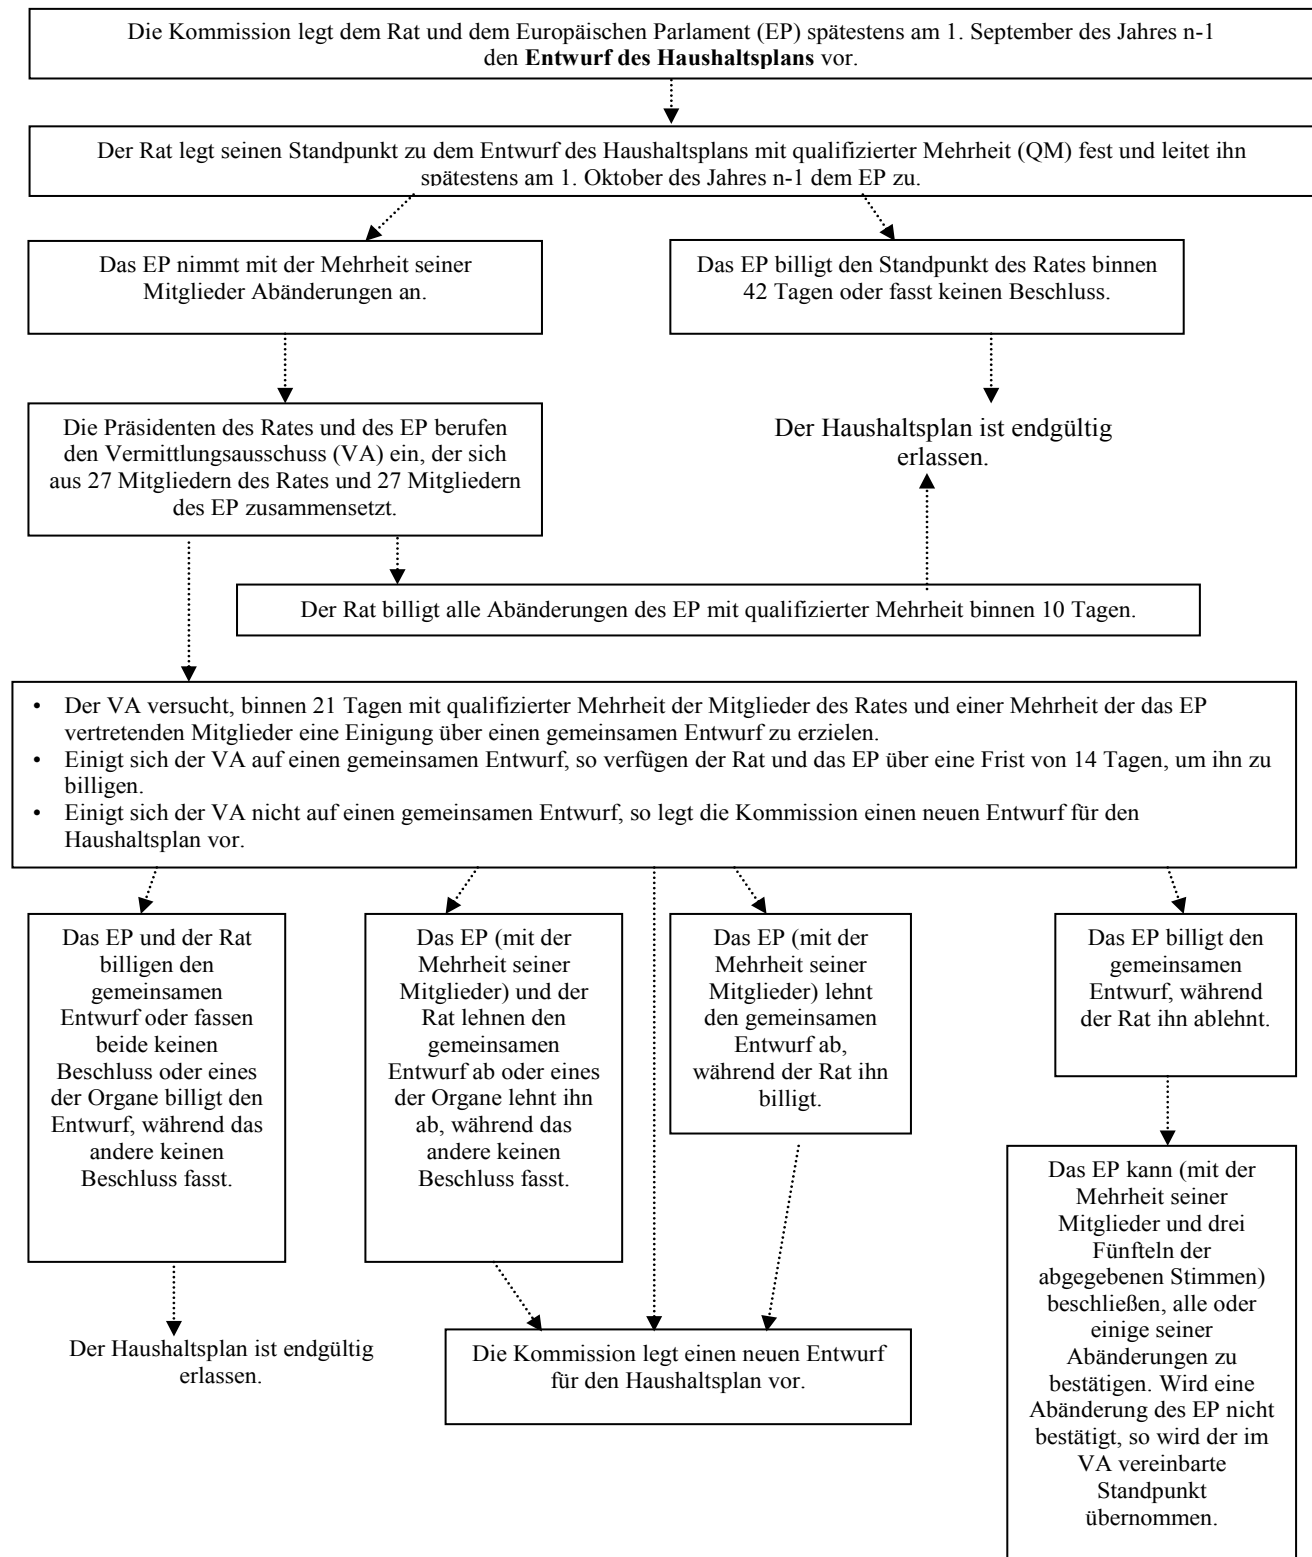 Die Kommission legt dem Rat und dem Europäischen Parlament (EP) spätestens am 1. September des Jahres n-1
den Entwurf des Haushaltsplans vor.
Der Rat legt seinen Standpunkt zu dem Entwurf des Haushaltsplans mit qualifizierter Mehrheit (QM) fest und leitet ihn
spätestens am 1. Oktober des Jahres n-1 dem EP zu.
Das EP nimmt mit der Mehrheit seiner
Mitglieder Abänderungen an.
Das EP billigt den Standpunkt des Rates binnen
42 Tagen oder fasst keinen Beschluss.
Die Präsidenten des Rates und des EP berufen
den Vermittlungsausschuss (VA) ein, der sich
aus 27 Mitgliedern des Rates und 27 Mitgliedern
des EP zusammensetzt.
Der Haushaltsplan ist endgültig
erlassen.
Der Rat billigt alle Abänderungen des EP mit qualifizierter Mehrheit binnen 10 Tagen.
• Der VA versucht, binnen 21 Tagen mit qualifizierter Mehrheit der Mitglieder des Rates und einer Mehrheit der das EP
vertretenden Mitglieder eine Einigung über einen gemeinsamen Entwurf zu erzielen.
• Einigt sich der VA auf einen gemeinsamen Entwurf, so verfügen der Rat und das EP über eine Frist von 14 Tagen, um ihn zu
billigen.
• Einigt sich der VA nicht auf einen gemeinsamen Entwurf, so legt die Kommission einen neuen Entwurf für den
Haushaltsplan vor.
Das EP und der Rat
billigen den
gemeinsamen
Entwurf oder fassen
beide keinen
Beschluss oder eines
der Organe billigt den
Entwurf, während das
andere keinen
Beschluss fasst.
Das EP (mit der
Mehrheit seiner
Mitglieder) und der
Rat lehnen den
gemeinsamen
Entwurf ab oder eines
der Organe lehnt ihn
ab, während das
andere keinen
Beschluss fasst.
Das EP (mit der
Mehrheit seiner
Mitglieder) lehnt
den gemeinsamen
Entwurf ab,
während der Rat ihn
billigt.
Das EP billigt den
gemeinsamen
Entwurf, während
der Rat ihn ablehnt.
Das EP kann (mit der
Mehrheit seiner
Mitglieder und drei
Fünfteln der
abgegebenen Stimmen)
beschließen, alle oder
einige seiner
Abänderungen zu
bestätigen. Wird eine
Abänderung des EP nicht
bestätigt, so wird der im
VA vereinbarte
Standpunkt
übernommen.
Der Haushaltsplan ist endgültig
erlassen.
Die Kommission legt einen neuen Entwurf
für den Haushaltsplan vor.